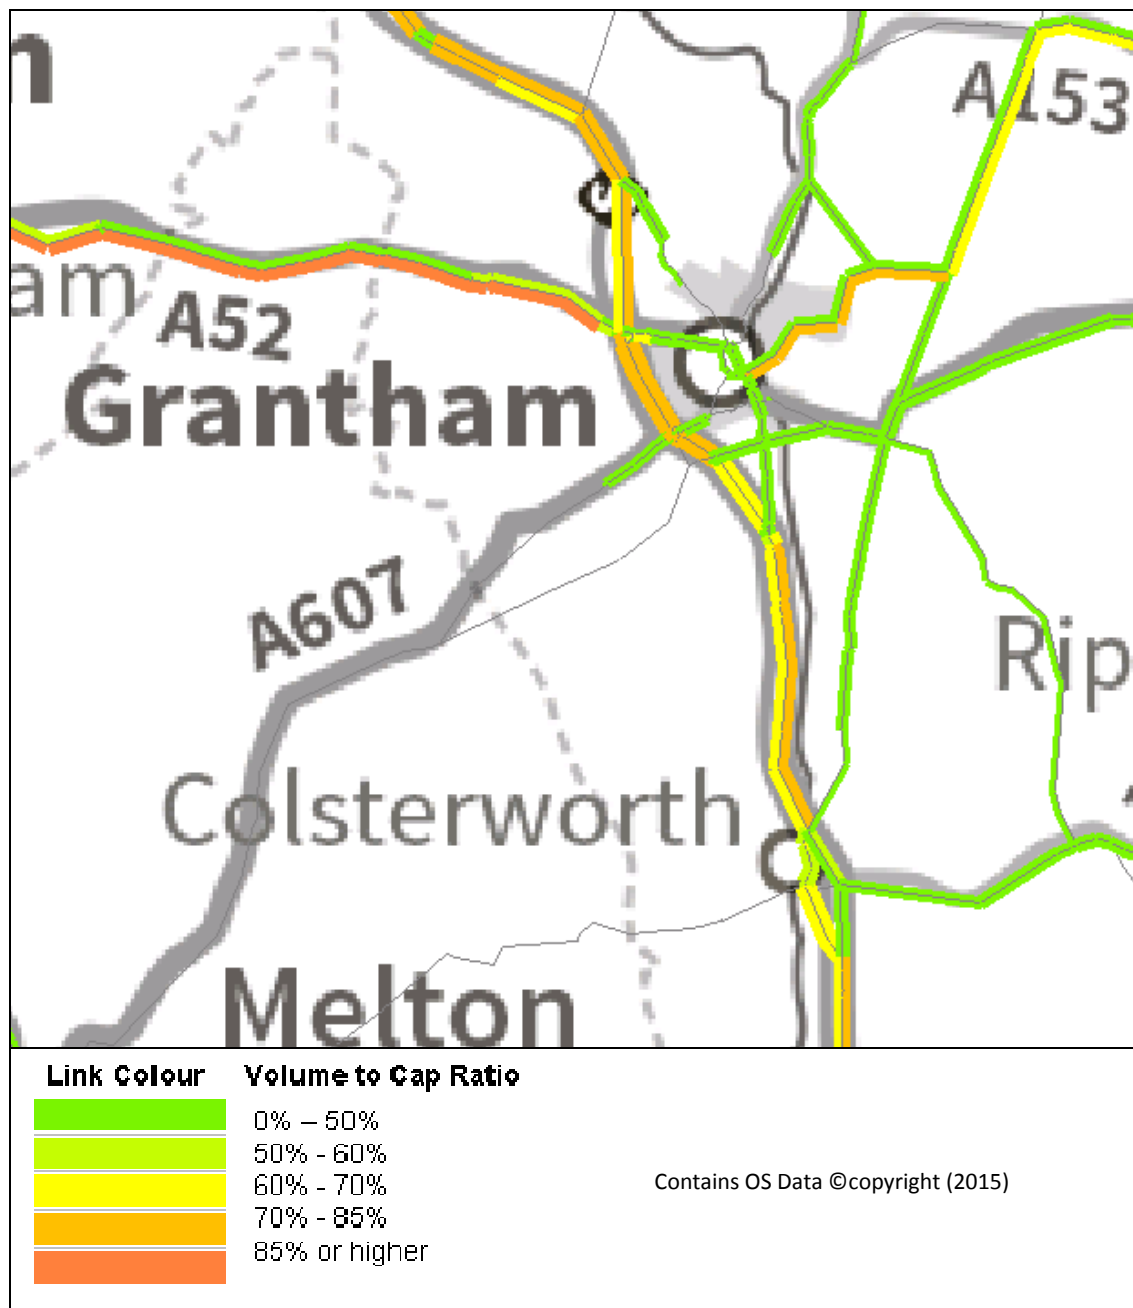 n
A153
am
A52
Grantham
A607
Rip
Colsterworth
Melton
Link Colour Volume to Cap Ratio
0% – 50%
50% - 60%
60% - 70%
70% - 85%
85% or higher
Contains OS Data ©copyright (2015)